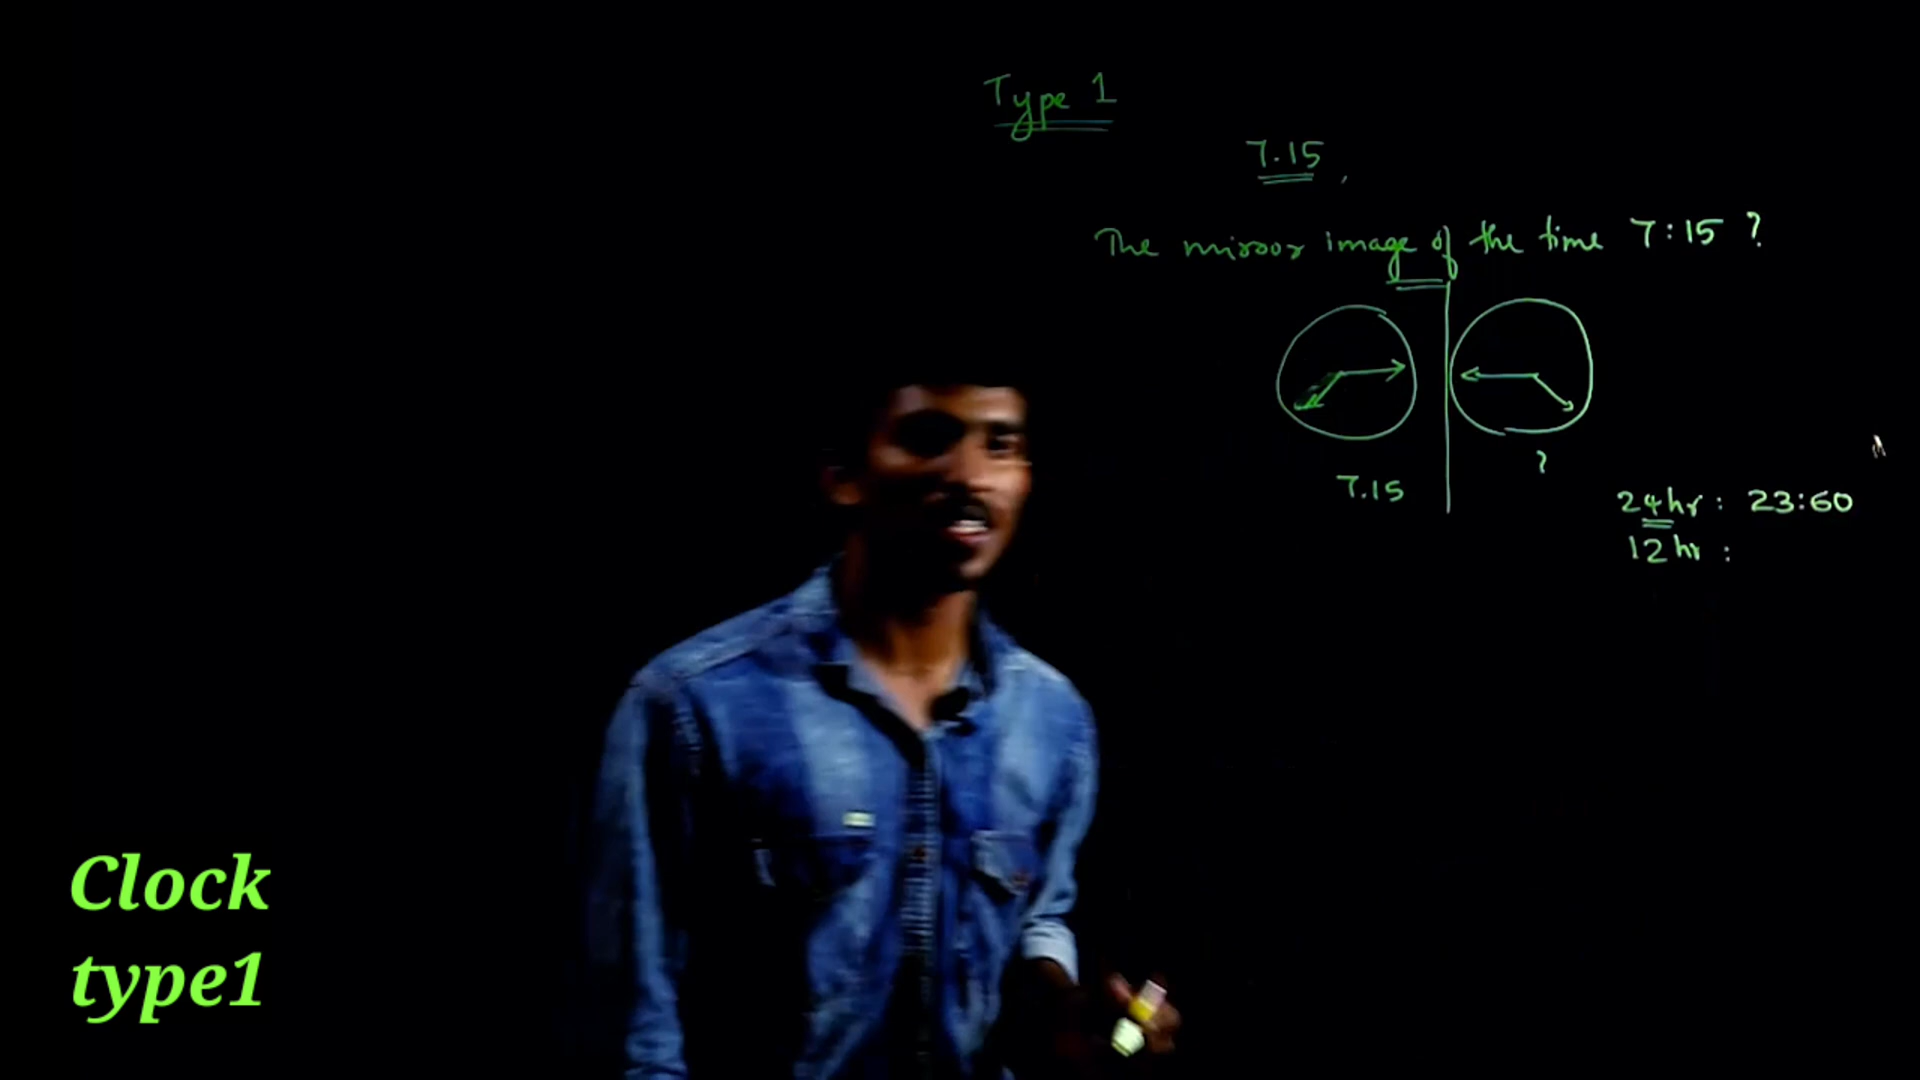 Type 1
7.15,
The mirror image of the time 7:15 ?
7.15
?
24hr : 23:60
12hr :
Clock
type1